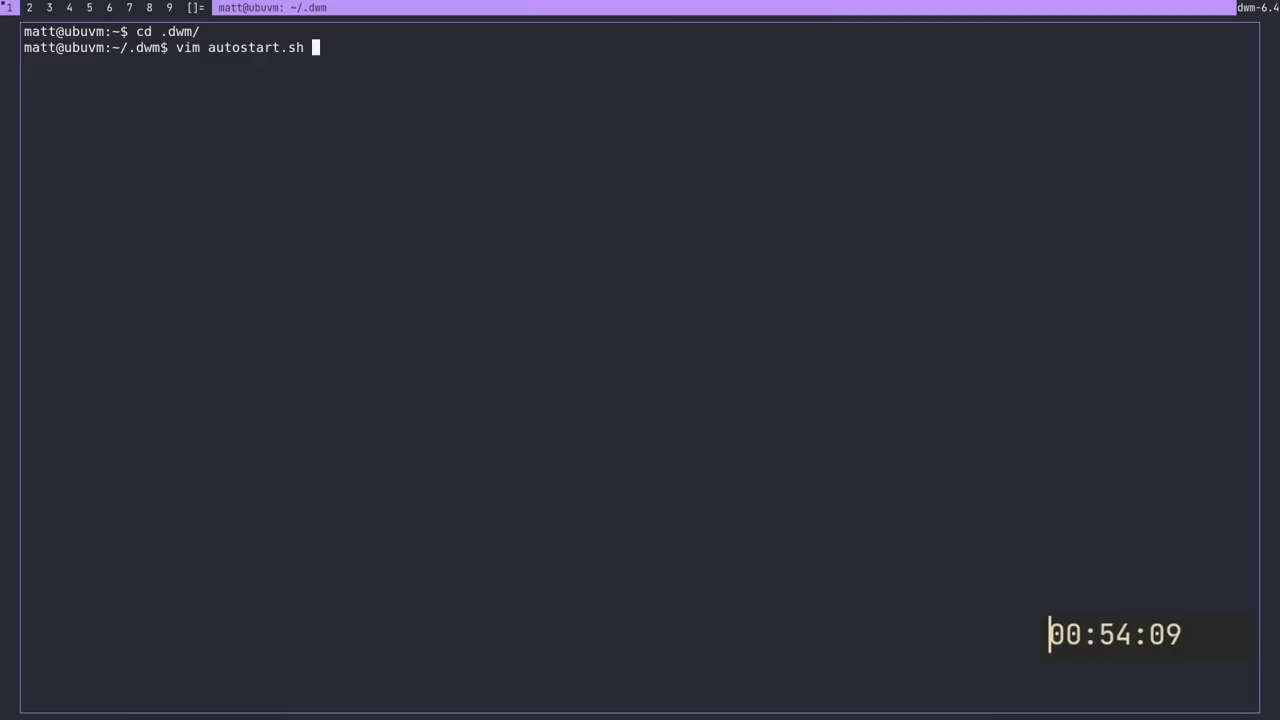 1 2 3 4 5 6 7 8 9 []= matt@ubuvm: ~/.dwm dwm-6.4
matt@ubuvm:~$ cd .dwm/
matt@ubuvm:~/.dwm$ vim autostart.sh
00:54:09